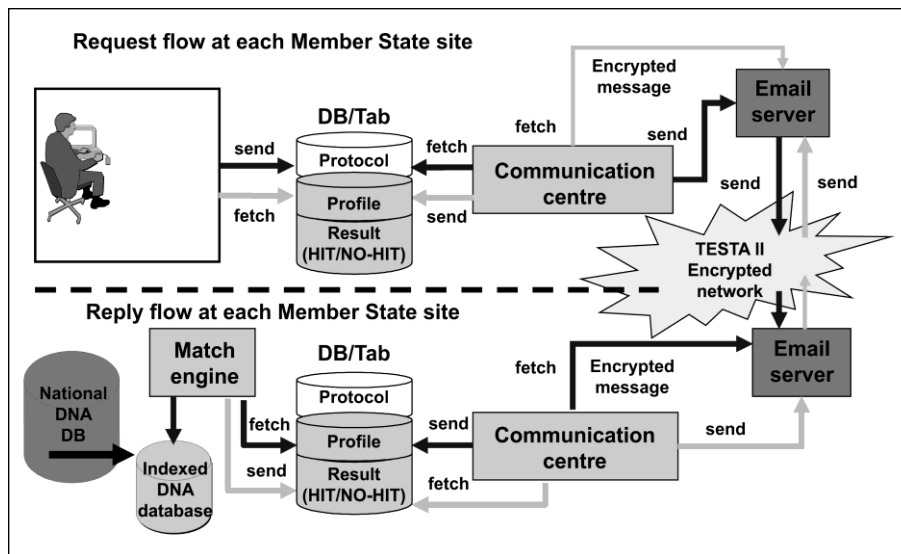 Request flow at each Member State site
Encrypted
message
Email
server
DB/Tab
fetch
send
Protocol
fetch
send
Communication
centre
Profile
fetch
send
send
send
Result
(HIT/NO-HIT)
TESTA II
Encrypted
network
Reply flow at each Member State site
Match
engine
DB/Tab
fetch
Encrypted
message
Email
server
National
DNA
DB
Protocol
fetch
send
Communication
centre
Profile
send
send
Indexed
DNA
database
Result
(HIT/NO-HIT)
fetch